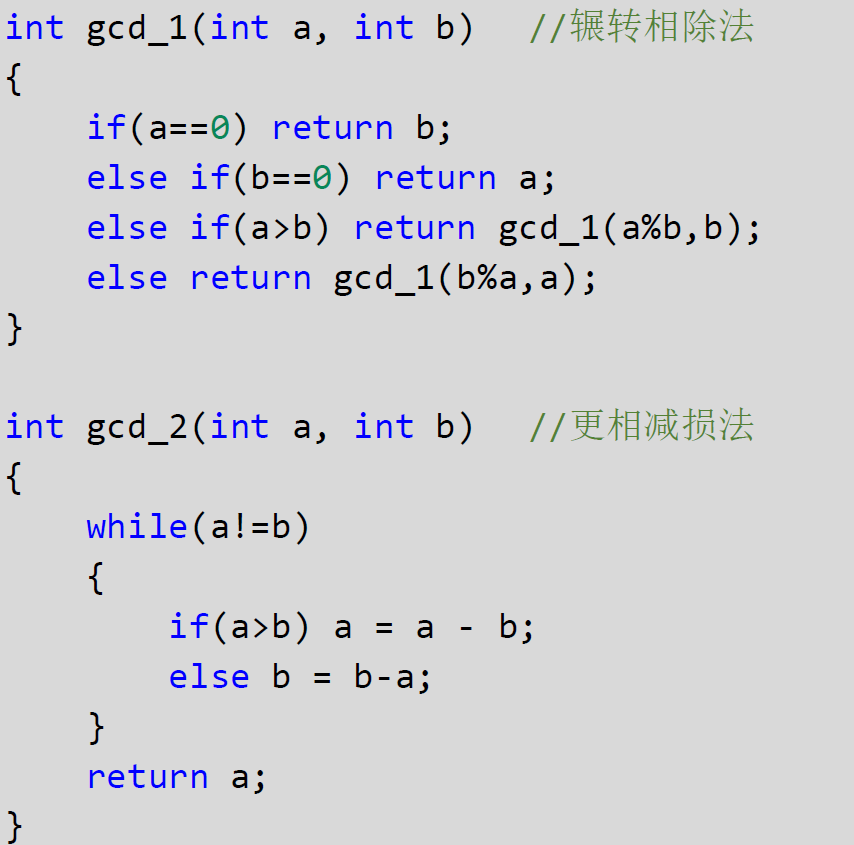 int gcd_1(int a, int b)   //辗转相除法
{
    if(a==0) return b;
    else if(b==0) return a;
    else if(a>b) return gcd_1(a%b,b);
    else return gcd_1(b%a,a);
}

int gcd_2(int a, int b)   //更相减损法
{
    while(a!=b)
    {
        if(a>b) a = a - b;
        else b = b-a;
    }
    return a;
}